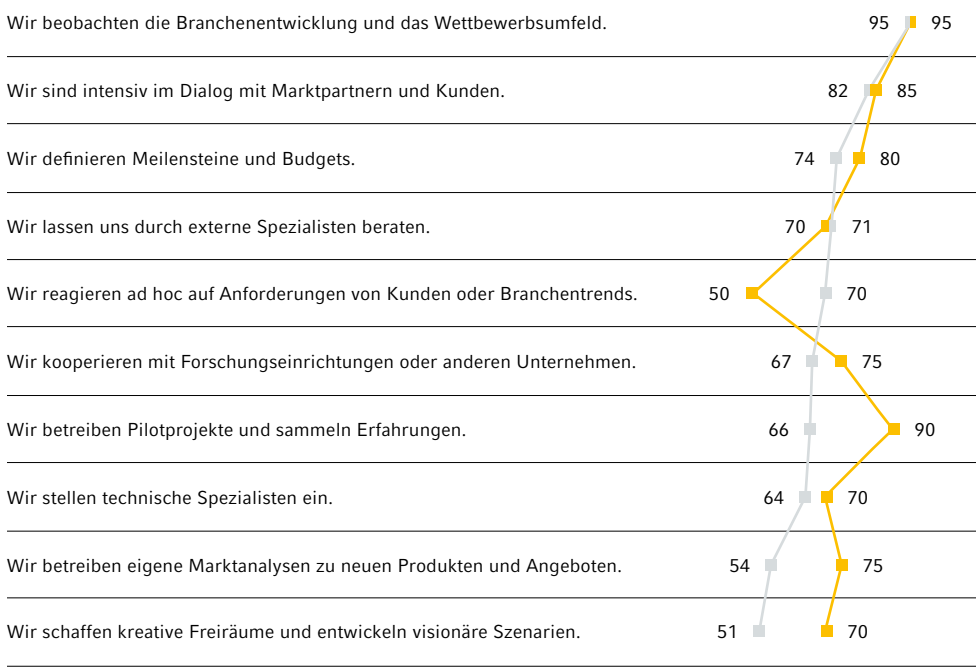 Wir beobachten die Branchenentwicklung und das Wettbewerbsumfeld. 95 95
Wir sind intensiv im Dialog mit Marktpartnern und Kunden. 82 85
Wir definieren Meilensteine und Budgets. 74 80
Wir lassen uns durch externe Spezialisten beraten. 70 71
Wir reagieren ad hoc auf Anforderungen von Kunden oder Branchentrends. 50 70
Wir kooperieren mit Forschungseinrichtungen oder anderen Unternehmen. 67 75
Wir betreiben Pilotprojekte und sammeln Erfahrungen. 66 90
Wir stellen technische Spezialisten ein. 64 70
Wir betreiben eigene Marktanalysen zu neuen Produkten und Angeboten. 54 75
Wir schaffen kreative Freiräume und entwickeln visionäre Szenarien. 51 70